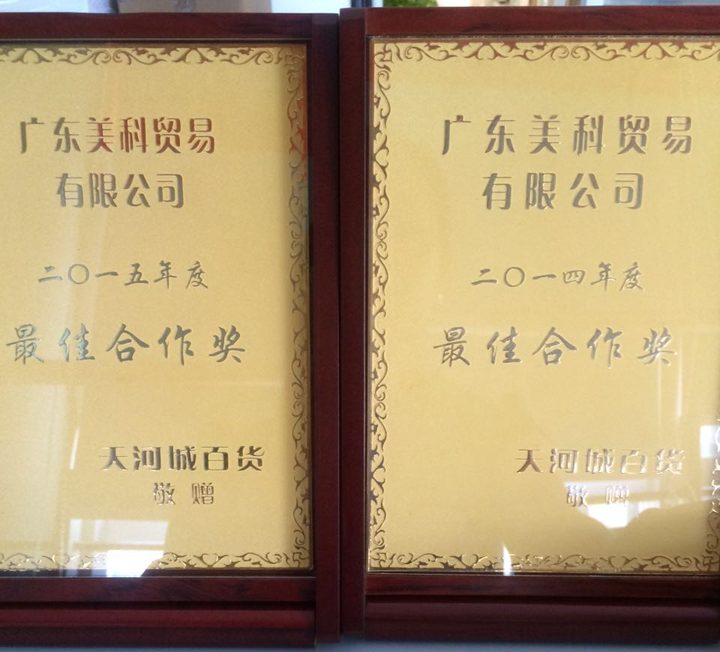 广东美科贸易
有限公司
二〇一五年度
最佳合作奖
天河城百货
敬赠
广东美科贸易
有限公司
二〇一四年度
最佳合作奖
天河城百货
敬赠